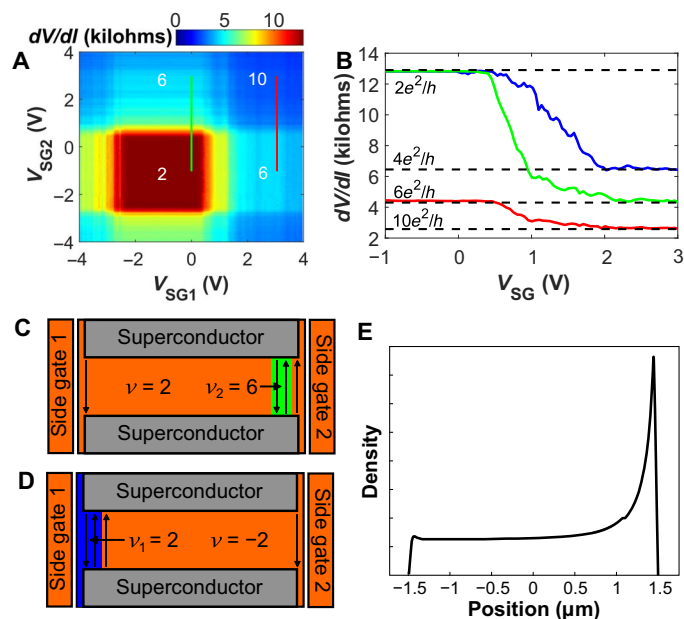 dV/dI (kilohms)
0 5 10
A
4
2
0
−2
−4
V_SG2 (V)
6
10
2
6
−4 −2 0 2 4
V_SG1 (V)
B
14
12
10
8
6
4
2
dV/dI (kilohms)
2e²/h
4e²/h
6e²/h
10e²/h
−1 0 1 2 3
V_SG (V)
C
Side gate 1
Superconductor
ν = 2 ν₂ = 6
Superconductor
Side gate 2
D
Side gate 1
Superconductor
ν₁ = 2 ν = −2
Superconductor
Side gate 2
E
Density
−1.5 −1 −0.5 0 0.5 1 1.5
Position (µm)